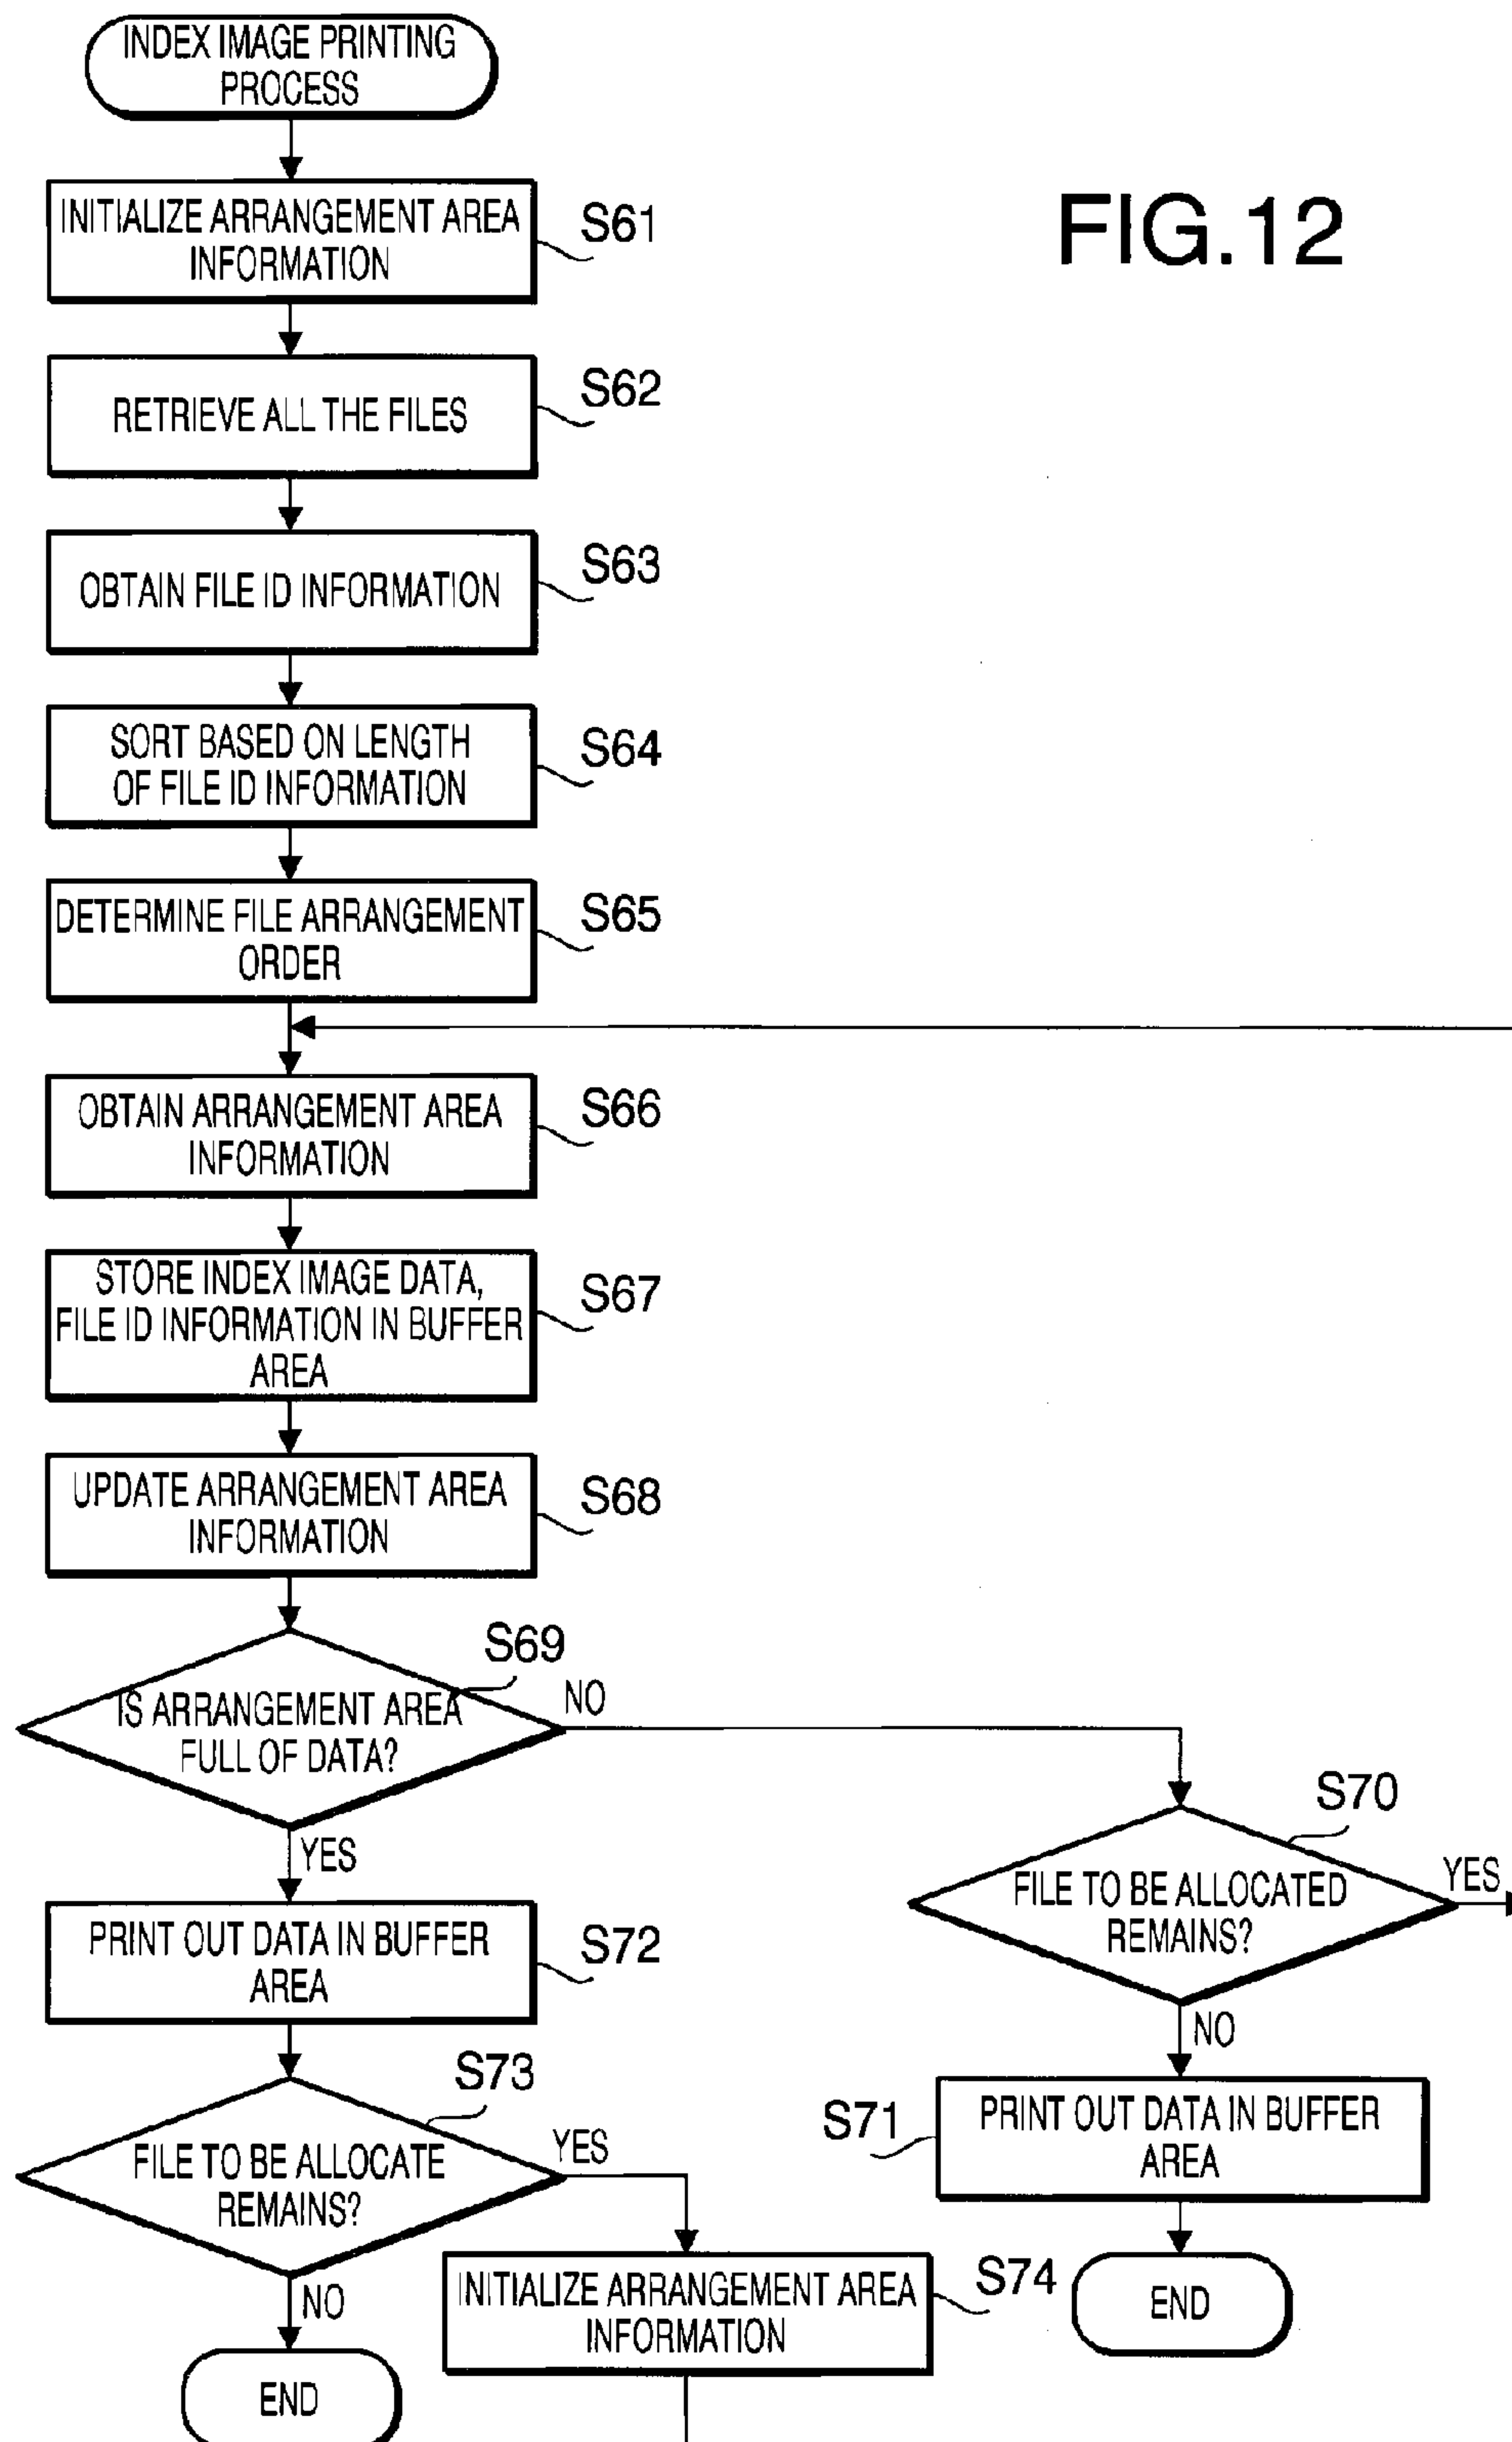 INDEX IMAGE PRINTING
PROCESS
FIG.12
INITIALIZE ARRANGEMENT AREA
INFORMATION
S61
RETRIEVE ALL THE FILES
S62
OBTAIN FILE ID INFORMATION
S63
SORT BASED ON LENGTH
OF FILE ID INFORMATION
S64
DETERMINE FILE ARRANGEMENT
ORDER
S65
OBTAIN ARRANGEMENT AREA
INFORMATION
S66
STORE INDEX IMAGE DATA,
FILE ID INFORMATION IN BUFFER
AREA
S67
UPDATE ARRANGEMENT AREA
INFORMATION
S68
S69
IS ARRANGEMENT AREA
FULL OF DATA?
NO
YES
S70
FILE TO BE ALLOCATED
REMAINS?
YES
NO
PRINT OUT DATA IN BUFFER
AREA
S72
S71
PRINT OUT DATA IN BUFFER
AREA
END
S73
FILE TO BE ALLOCATE
REMAINS?
YES
NO
INITIALIZE ARRANGEMENT AREA
INFORMATION
S74
END